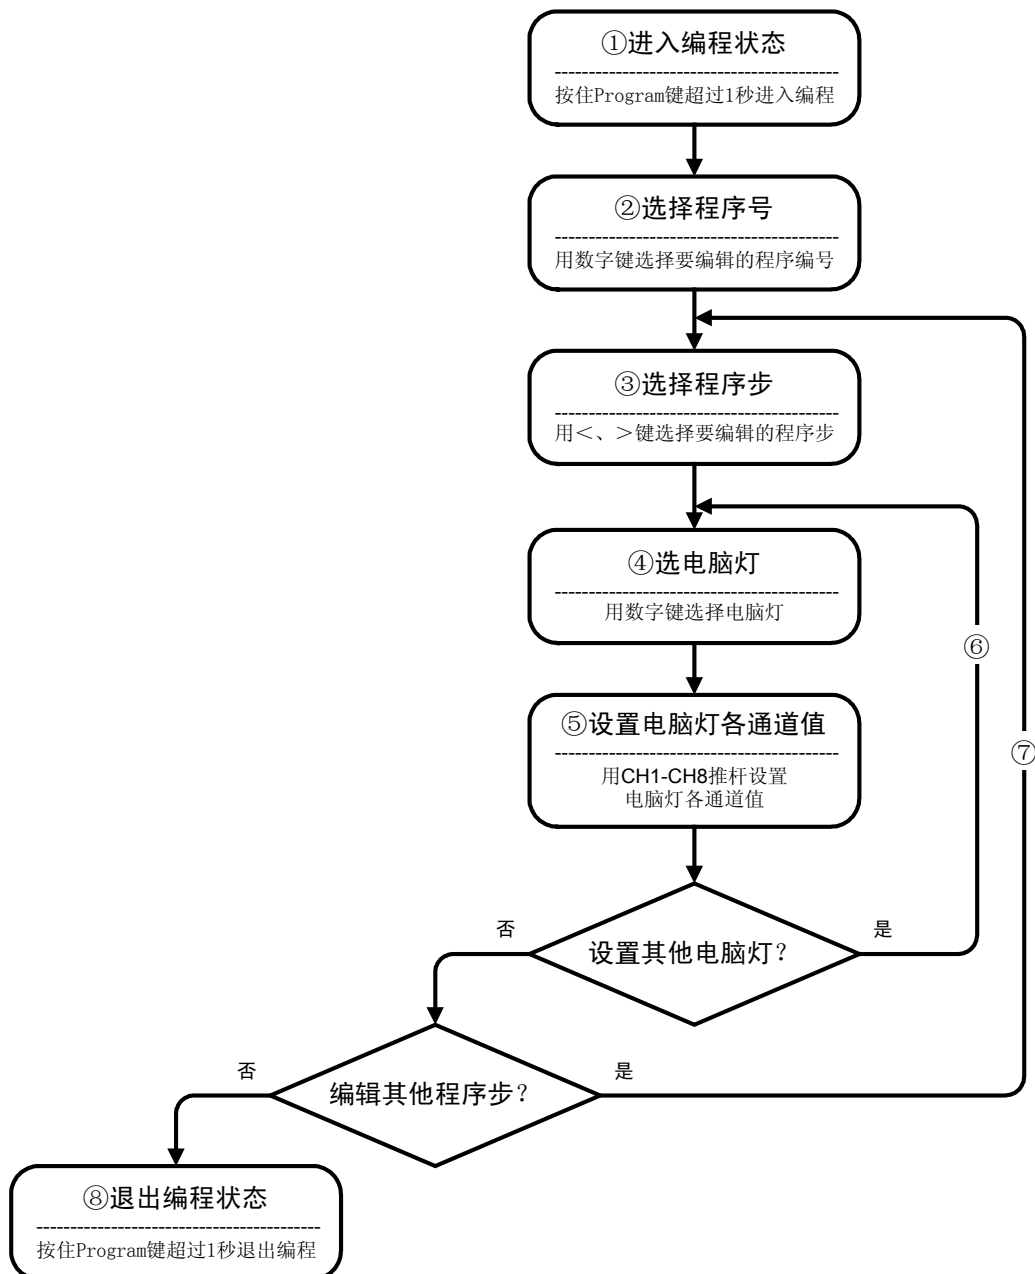 ①进入编程状态
------------------------------------------
按住Program键超过1秒进入编程
②选择程序号
------------------------------------------
用数字键选择要编辑的程序编号
③选择程序步
------------------------------------------
用＜、＞键选择要编辑的程序步
④选电脑灯
------------------------------------------
用数字键选择电脑灯
⑥
⑤设置电脑灯各通道值
------------------------------------------
⑦
用CH1-CH8推杆设置
电脑灯各通道值
否
是
设置其他电脑灯？
否
是
编辑其他程序步？
⑧退出编程状态
------------------------------------------
按住Program键超过1秒退出编程